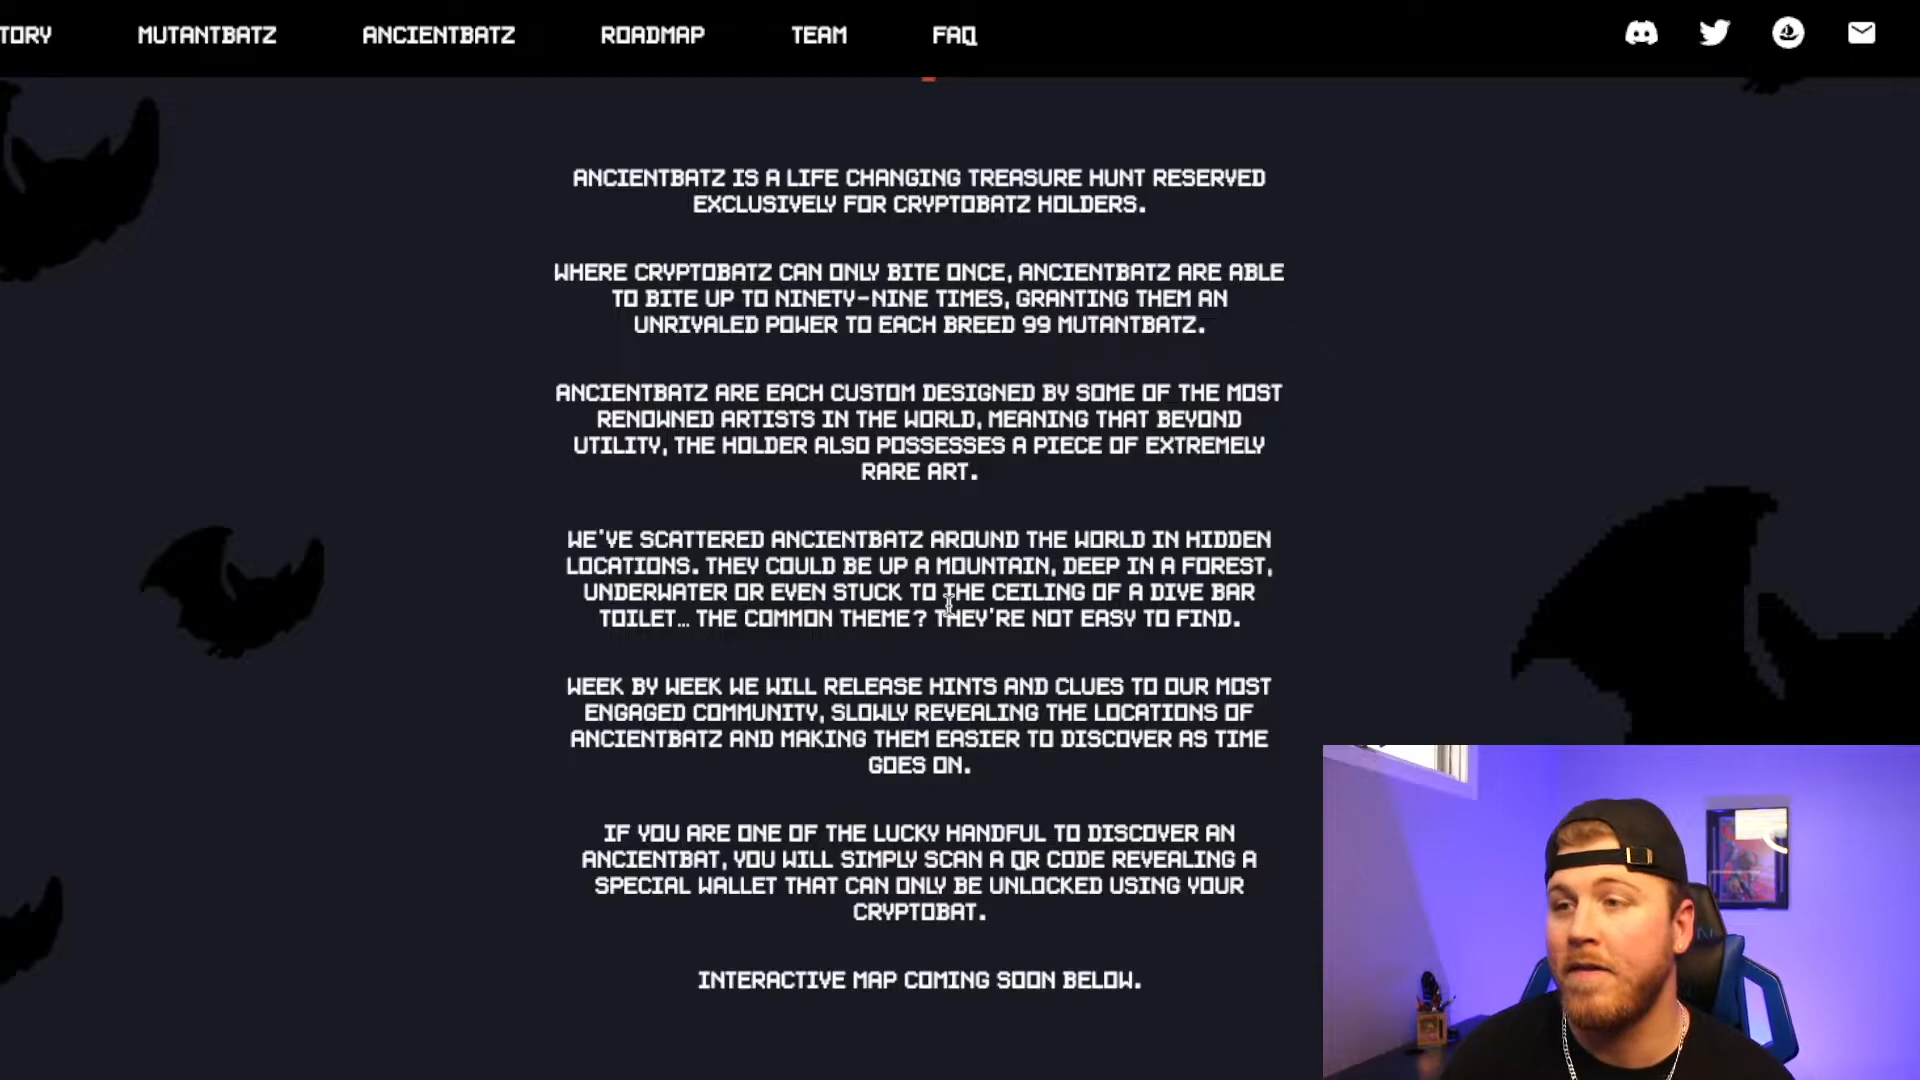 TORY MUTANTBATZ ANCIENTBATZ ROADMAP TEAM FAQ
ANCIENTBATZ IS A LIFE CHANGING TREASURE HUNT RESERVED
EXCLUSIVELY FOR CRYPTOBATZ HOLDERS.
WHERE CRYPTOBATZ CAN ONLY BITE ONCE, ANCIENTBATZ ARE ABLE
TO BITE UP TO NINETY-NINE TIMES, GRANTING THEM AN
UNRIVALED POWER TO EACH BREED 99 MUTANTBATZ.
ANCIENTBATZ ARE EACH CUSTOM DESIGNED BY SOME OF THE MOST
RENOWNED ARTISTS IN THE WORLD, MEANING THAT BEYOND
UTILITY, THE HOLDER ALSO POSSESSES A PIECE OF EXTREMELY
RARE ART.
WE'VE SCATTERED ANCIENTBATZ AROUND THE WORLD IN HIDDEN
LOCATIONS. THEY COULD BE UP A MOUNTAIN, DEEP IN A FOREST,
UNDERWATER OR EVEN STUCK TO THE CEILING OF A DIVE BAR
TOILET... THE COMMON THEME? THEY'RE NOT EASY TO FIND.
WEEK BY WEEK WE WILL RELEASE HINTS AND CLUES TO OUR MOST
ENGAGED COMMUNITY, SLOWLY REVEALING THE LOCATIONS OF
ANCIENTBATZ AND MAKING THEM EASIER TO DISCOVER AS TIME
GOES ON.
IF YOU ARE ONE OF THE LUCKY HANDFUL TO DISCOVER AN
ANCIENTBAT, YOU WILL SIMPLY SCAN A QR CODE REVEALING A
SPECIAL WALLET THAT CAN ONLY BE UNLOCKED USING YOUR
CRYPTOBAT.
INTERACTIVE MAP COMING SOON BELOW.